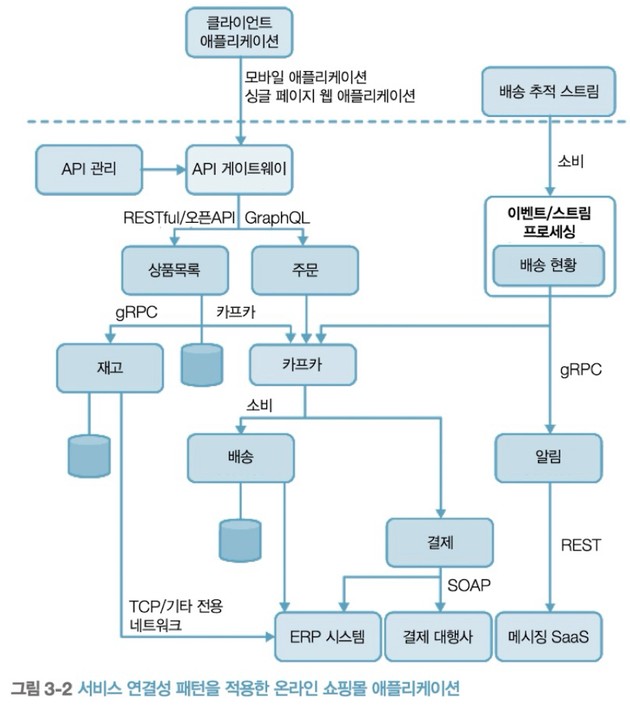 클라이언트
애플리케이션
모바일 애플리케이션
싱글 페이지 웹 애플리케이션
배송 추적 스트림
소비
API 관리
API 게이트웨이
이벤트/스트림
프로세싱
배송 현황
RESTful/오픈API
GraphQL
상품목록
주문
gRPC
카프카
재고
카프카
gRPC
소비
배송
알림
결제
REST
SOAP
TCP/기타 전용
네트워크
ERP 시스템
결제 대행사
메시징 SaaS
그림 3-2 서비스 연결성 패턴을 적용한 온라인 쇼핑몰 애플리케이션